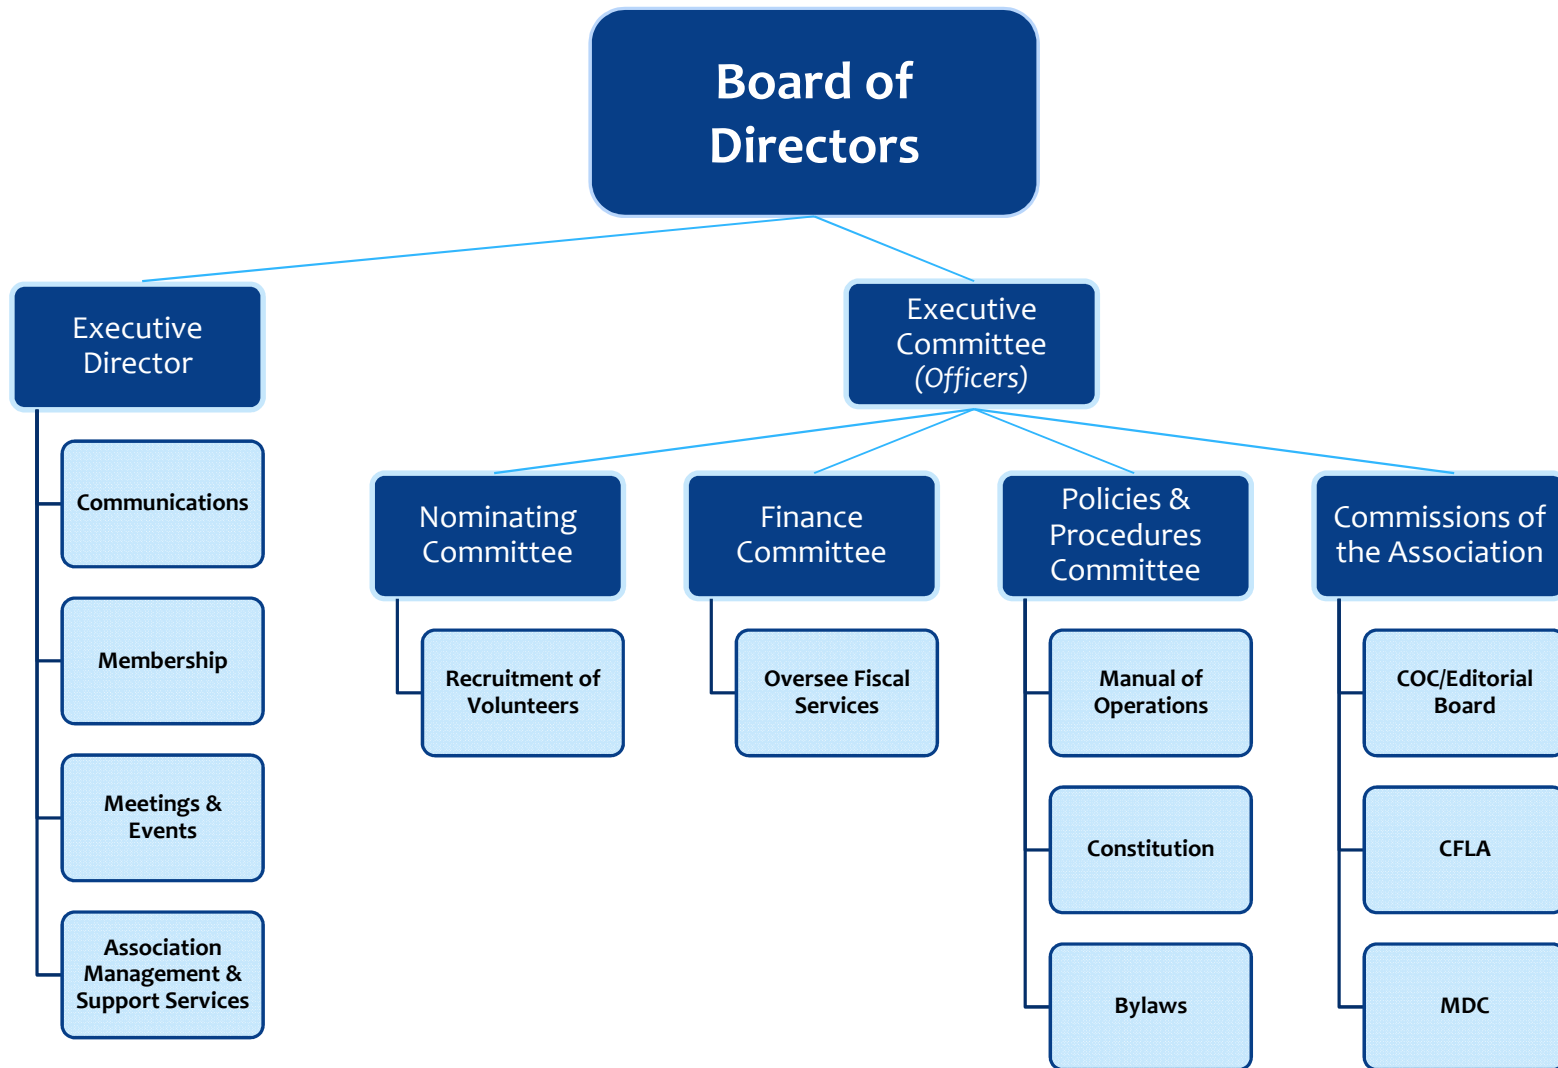 Board of
Directors
Executive
Director
Executive
Committee
(Officers)
Communications
Membership
Meetings &
Events
Association
Management &
Support Services
Nominating
Committee
Recruitment of
Volunteers
Finance
Committee
Oversee Fiscal
Services
Policies &
Procedures
Committee
Manual of
Operations
Constitution
Bylaws
Commissions of
the Association
COC/Editorial
Board
CFLA
MDC